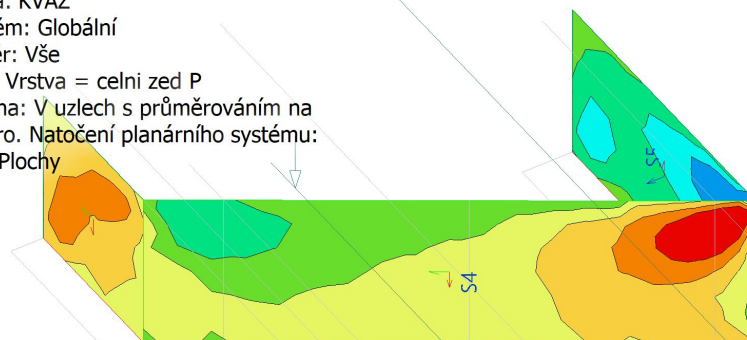 a: KVAZ
ém: Globální
er: Vše
Vrstva = celni zed P
na: V uzlech s průměrováním na
ro. Natočení planárního systému:
Plochy
S5
S4